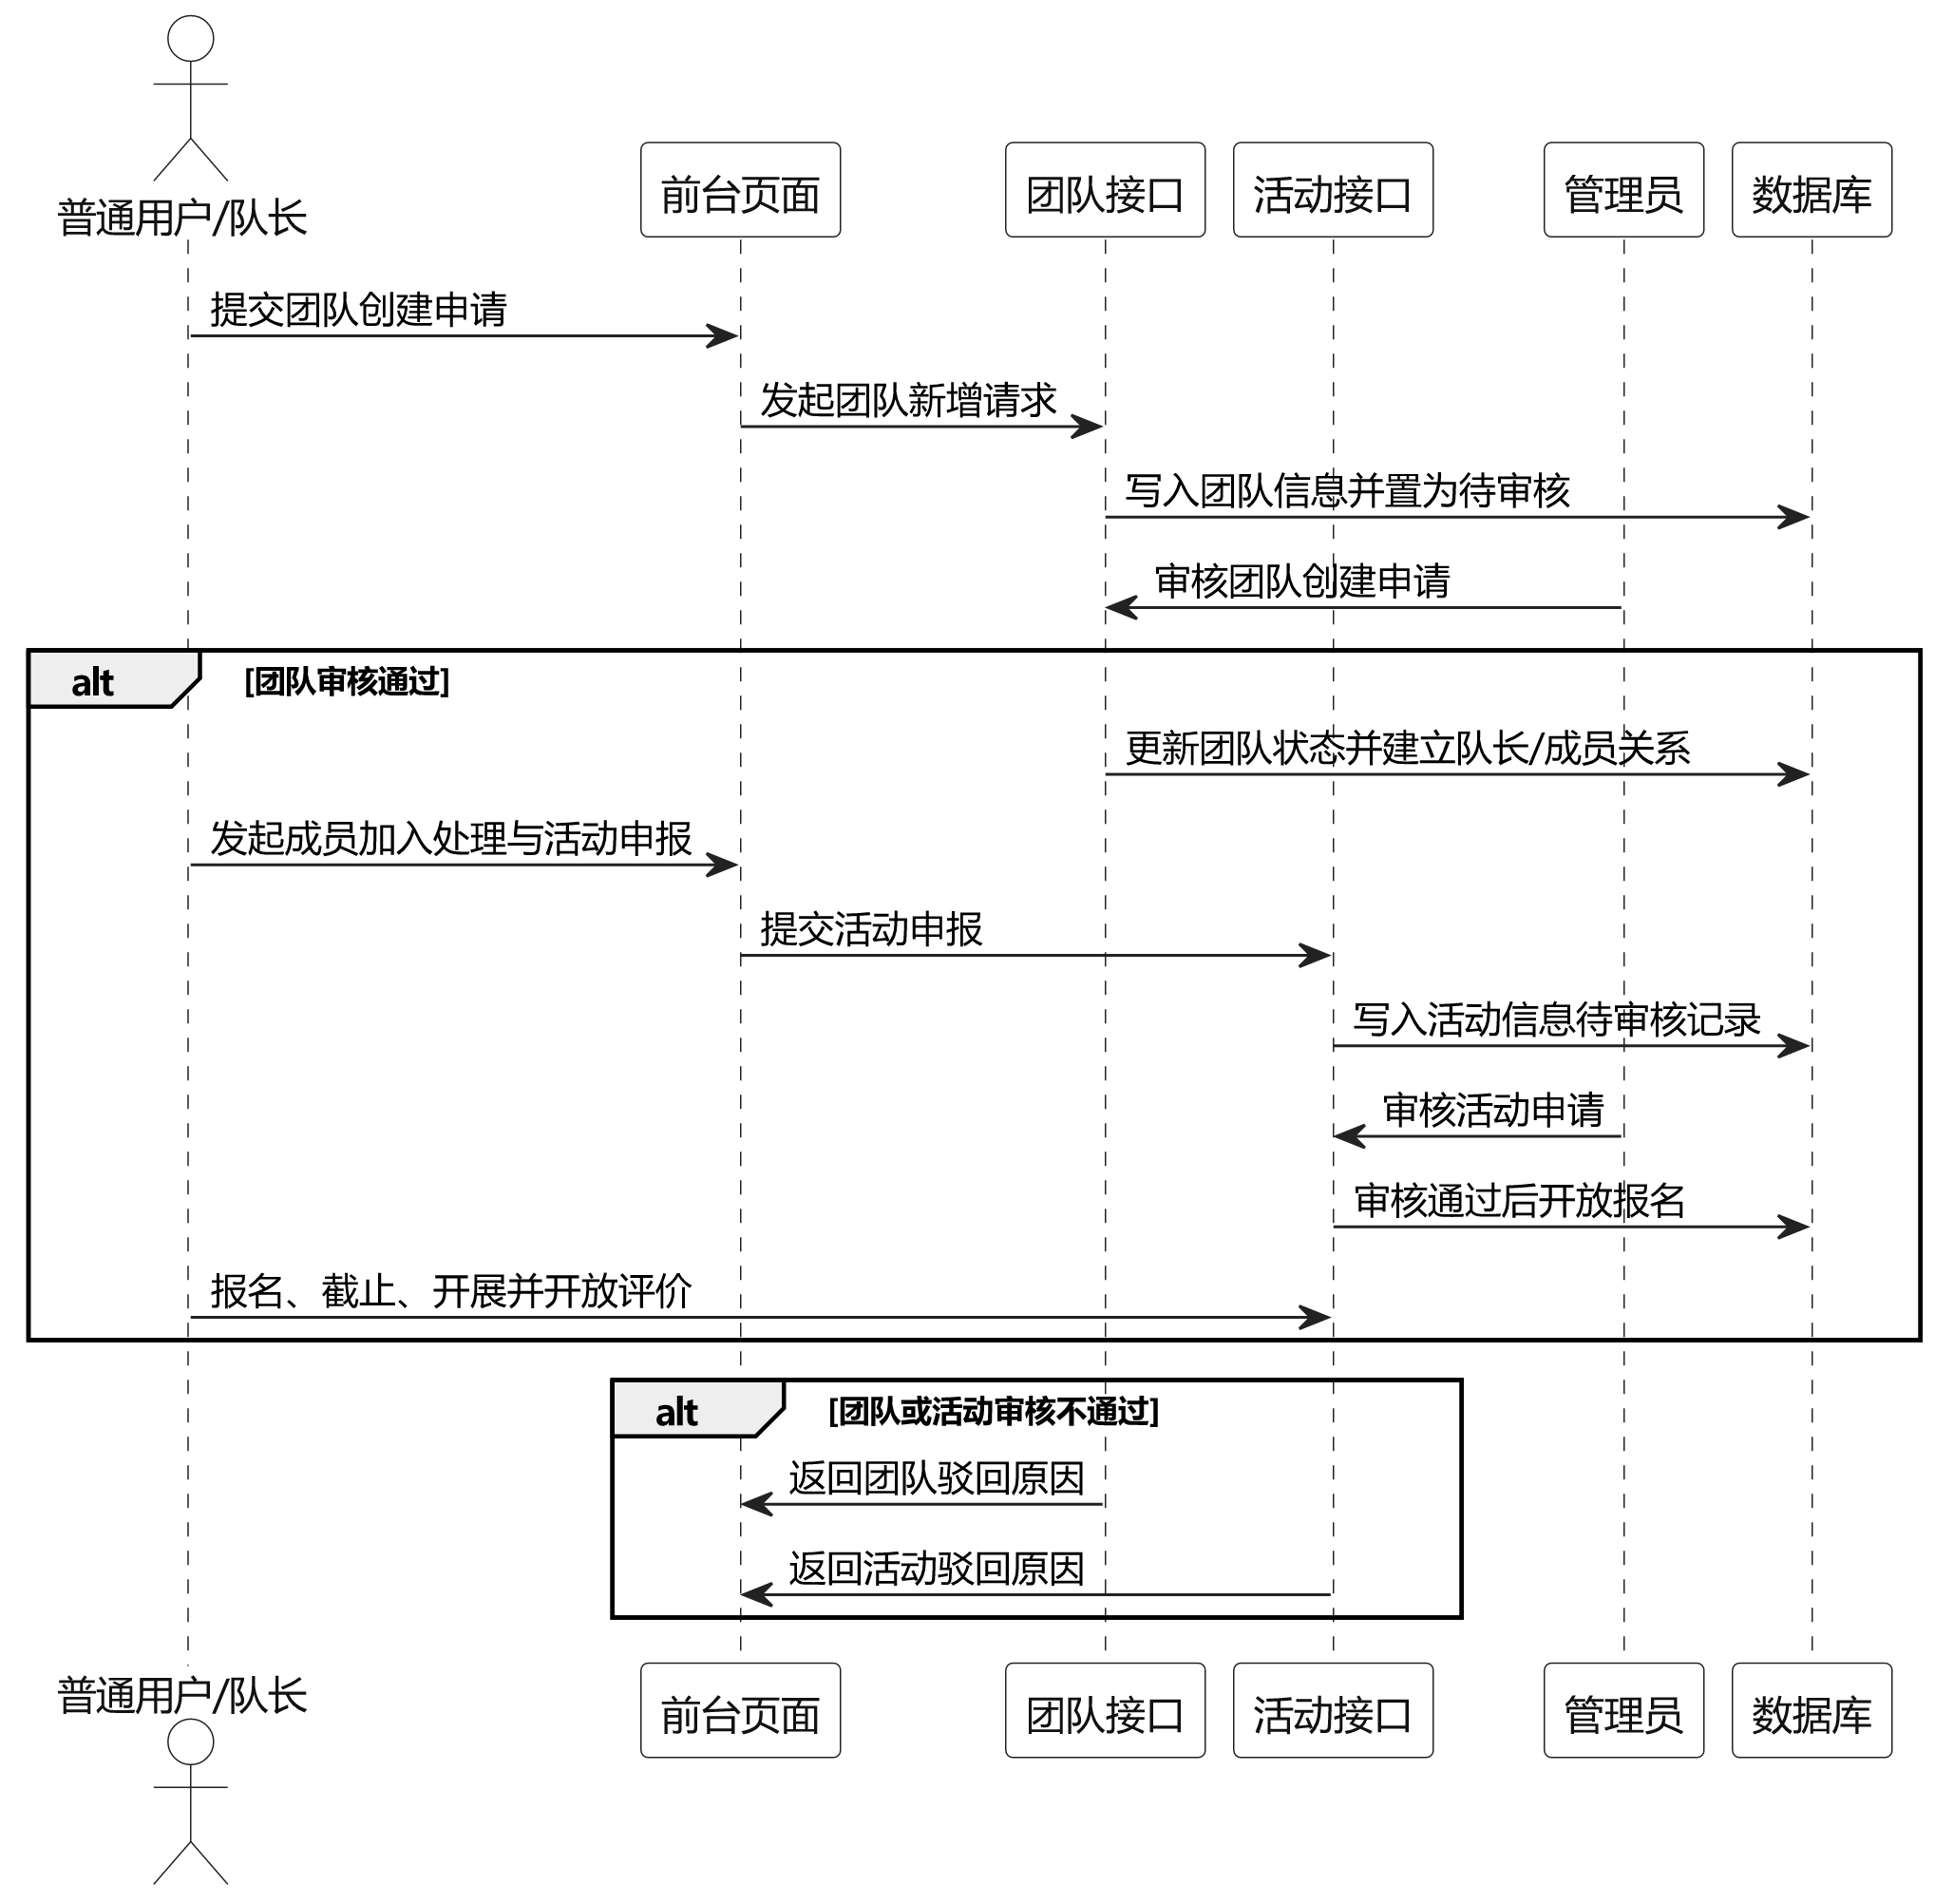 普通用户/队长
前台页面
团队接口
活动接口
管理员
数据库
提交团队创建申请
发起团队新增请求
写入团队信息并置为待审核
审核团队创建申请
alt
[团队审核通过]
更新团队状态并建立队长/成员关系
发起成员加入处理与活动申报
提交活动申报
写入活动信息待审核记录
审核活动申请
审核通过后开放报名
报名、截止、开展并开放评价
alt
[团队或活动审核不通过]
返回团队驳回原因
返回活动驳回原因
普通用户/队长
前台页面
团队接口
活动接口
管理员
数据库